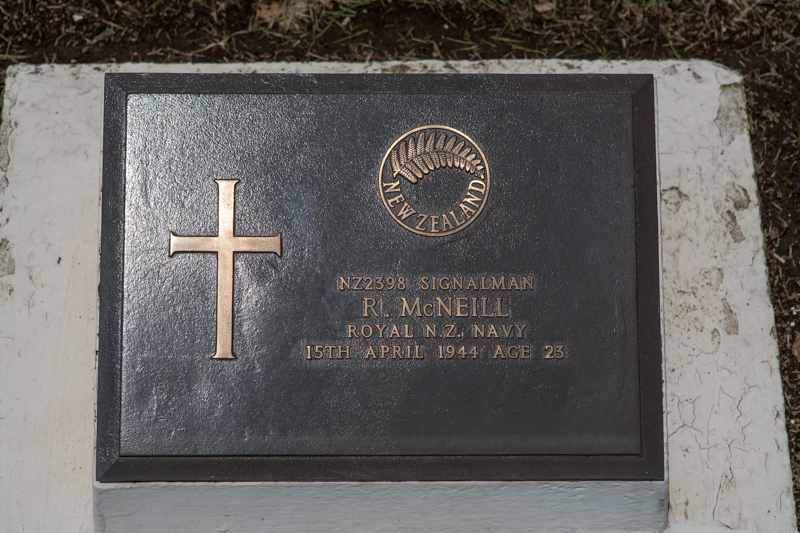 NEW ZEALAND
NZ2398 SIGNALMAN
R. McNEILL
ROYAL N.Z. NAVY
15TH APRIL 1944 AGE 23